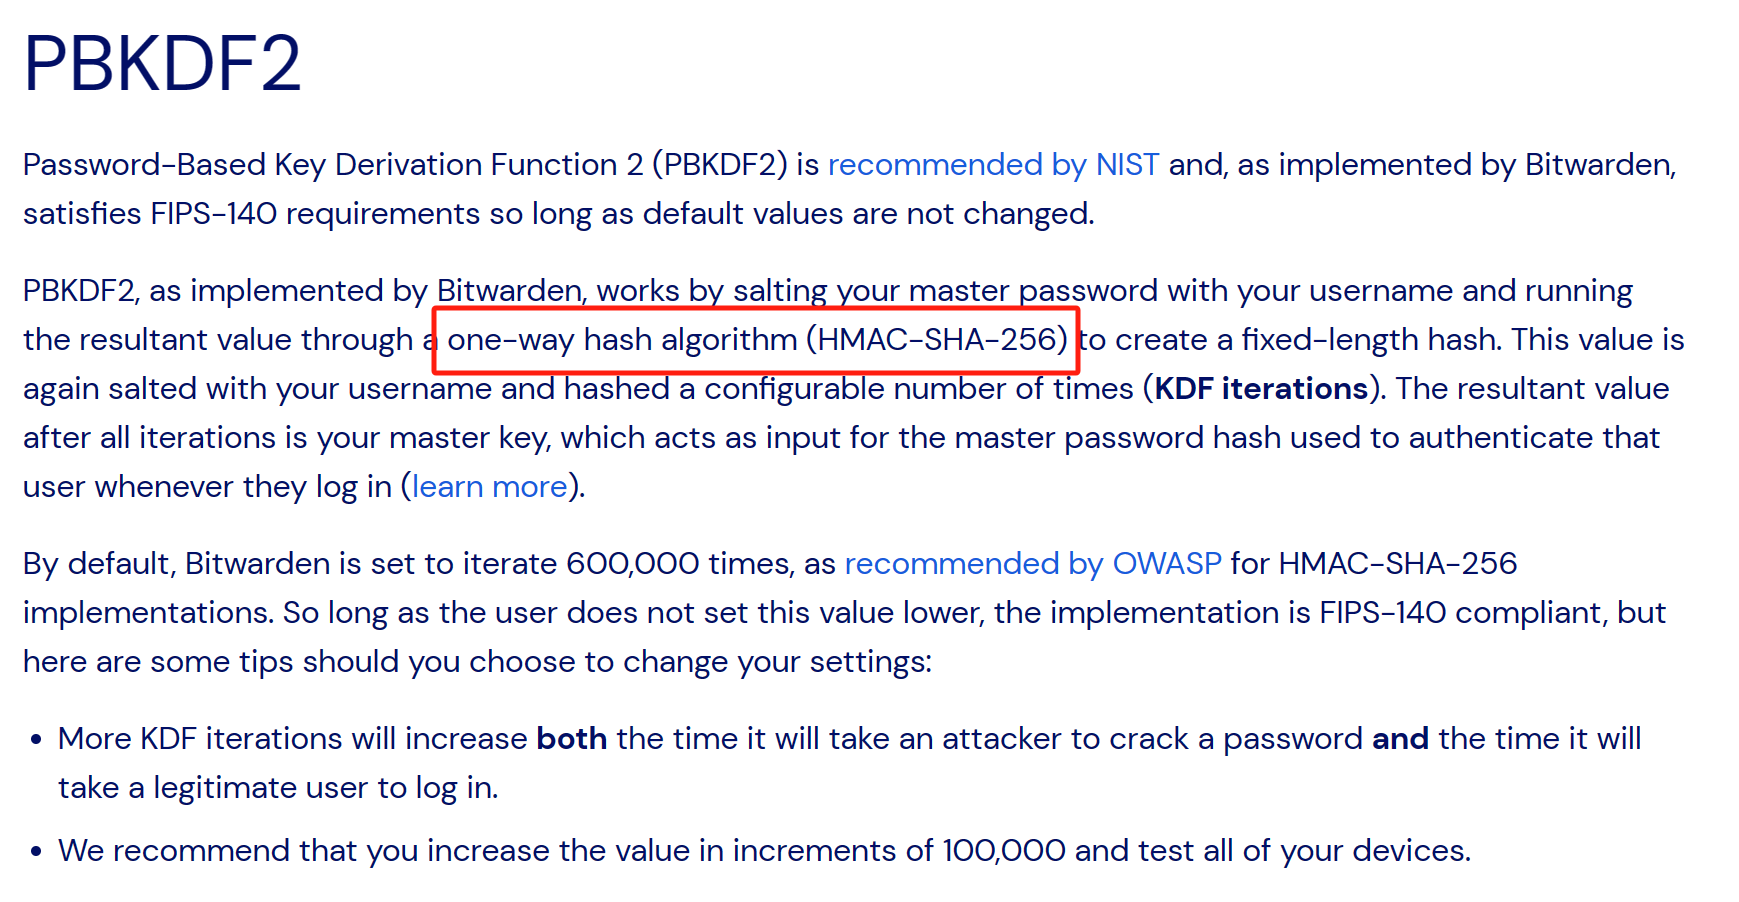 PBKDF2
Password-Based Key Derivation Function 2 (PBKDF2) is recommended by NIST and, as implemented by Bitwarden,
satisfies FIPS-140 requirements so long as default values are not changed.
PBKDF2, as implemented by Bitwarden, works by salting your master password with your username and running
the resultant value through a one-way hash algorithm (HMAC-SHA-256) to create a fixed-length hash. This value is
again salted with your username and hashed a configurable number of times (KDF iterations). The resultant value
after all iterations is your master key, which acts as input for the master password hash used to authenticate that
user whenever they log in (learn more).
By default, Bitwarden is set to iterate 600,000 times, as recommended by OWASP for HMAC-SHA-256
implementations. So long as the user does not set this value lower, the implementation is FIPS-140 compliant, but
here are some tips should you choose to change your settings:
• More KDF iterations will increase both the time it will take an attacker to crack a password and the time it will
take a legitimate user to log in.
• We recommend that you increase the value in increments of 100,000 and test all of your devices.